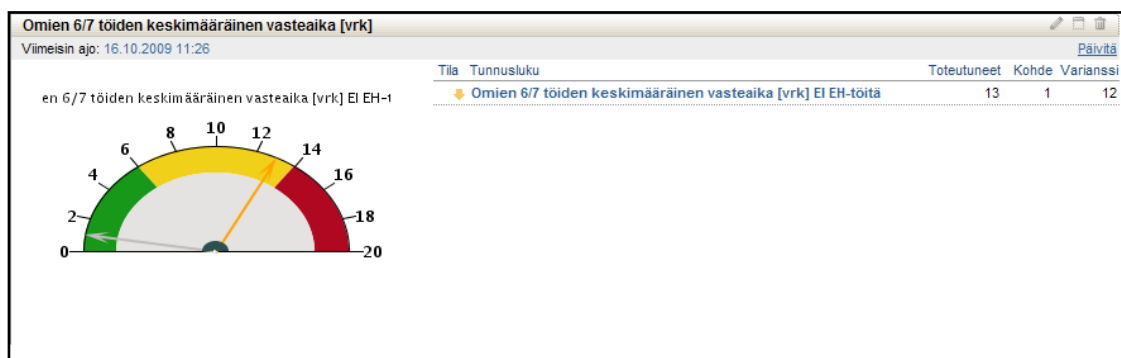 Omien 6/7 töiden keskimääräinen vasteaika [vrk]
Viimeisin ajo: 16.10.2009 11:26 Päivitä
Tila Tunnusluku Toteutuneet Kohde Varianssi
Omien 6/7 töiden keskimääräinen vasteaika [vrk] EI EH-töitä 13 1 12
en 6/7 töiden keskimääräinen vasteaika [vrk] EI EH-t
0 2 4 6 8 10 12 14 16 18 20